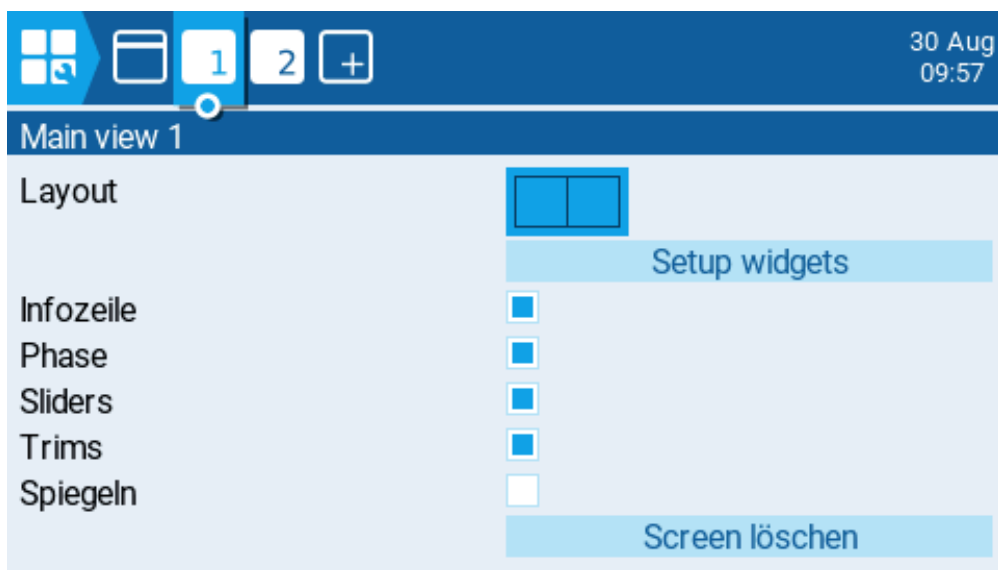 1 2 +
30 Aug
09:57
Main view 1
Layout
Setup widgets
Infozeile
Phase
Sliders
Trims
Spiegeln
Screen löschen